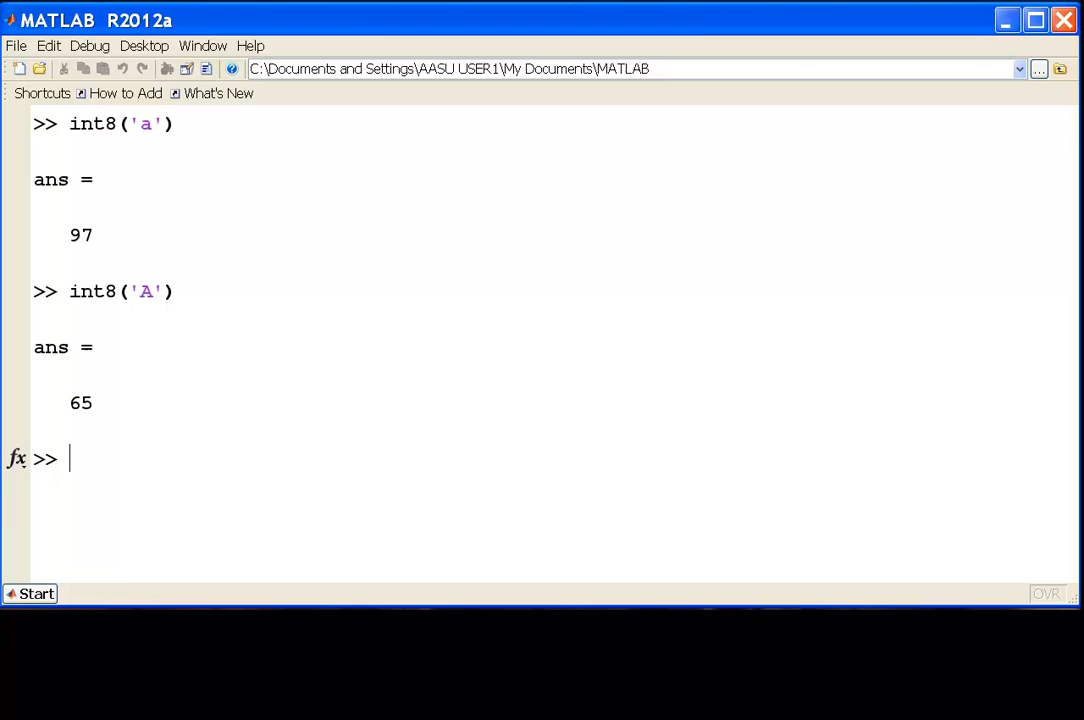 MATLAB R2012a
File Edit Debug Desktop Window Help
C:\Documents and Settings\AASU USER1\My Documents\MATLAB ...
Shortcuts How to Add What's New
>> int8('a')
ans =
97
>> int8('A')
ans =
65
fx >>
Start OVR